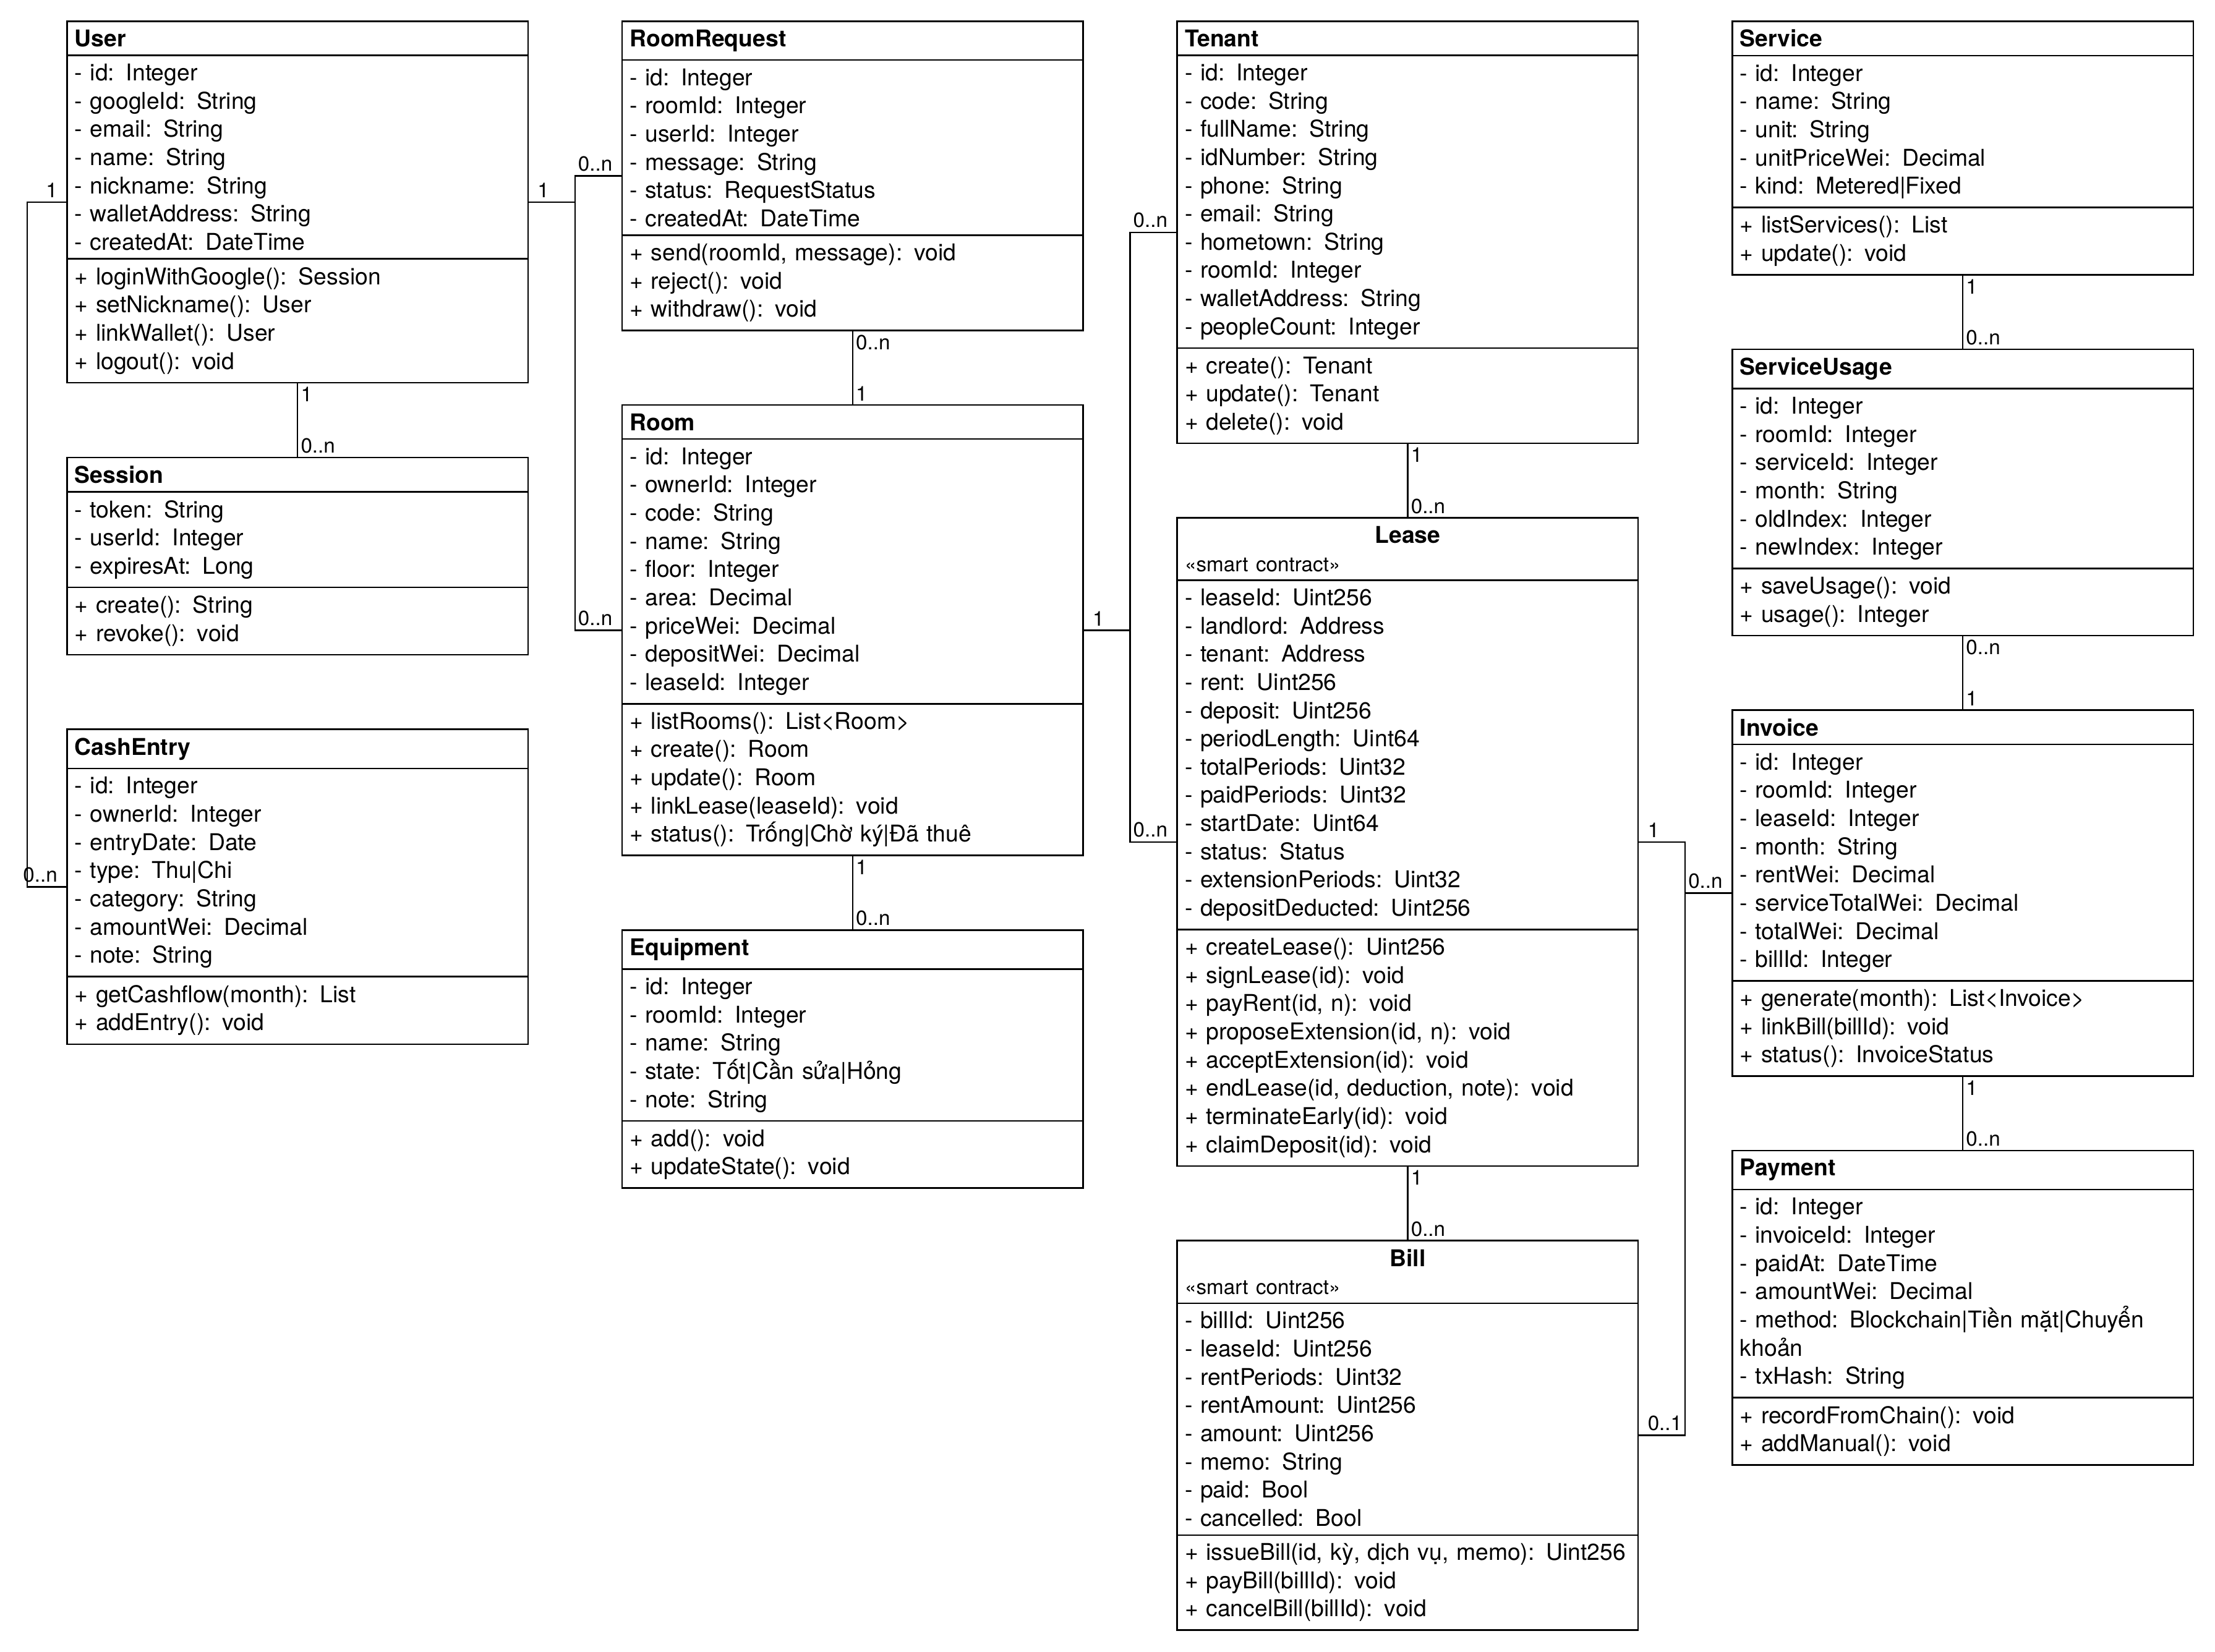 User
- id: Integer
- googleId: String
- email: String
- name: String
- nickname: String
- walletAddress: String
- createdAt: DateTime
+ loginWithGoogle(): Session
+ setNickname(): User
+ linkWallet(): User
+ logout(): void
1
1
1
0..n
Session
- token: String
- userId: Integer
- expiresAt: Long
+ create(): String
+ revoke(): void
0..n
CashEntry
- id: Integer
- ownerId: Integer
- entryDate: Date
- type: Thu|Chi
- category: String
- amountWei: Decimal
- note: String
+ getCashflow(month): List
+ addEntry(): void
0..n
RoomRequest
- id: Integer
- roomId: Integer
- userId: Integer
- message: String
- status: RequestStatus
- createdAt: DateTime
+ send(roomId, message): void
+ reject(): void
+ withdraw(): void
0..n
1
0..n
Room
- id: Integer
- ownerId: Integer
- code: String
- name: String
- floor: Integer
- area: Decimal
- priceWei: Decimal
- depositWei: Decimal
- leaseId: Integer
+ listRooms(): List<Room>
+ create(): Room
+ update(): Room
+ linkLease(leaseId): void
+ status(): Trống|Chờ ký|Đã thuê
1
1
0..n
Equipment
- id: Integer
- roomId: Integer
- name: String
- state: Tốt|Cần sửa|Hỏng
- note: String
+ add(): void
+ updateState(): void
0..n
Tenant
- id: Integer
- code: String
- fullName: String
- idNumber: String
- phone: String
- email: String
- hometown: String
- roomId: Integer
- walletAddress: String
- peopleCount: Integer
+ create(): Tenant
+ update(): Tenant
+ delete(): void
1
0..n
0..n
Lease
«smart contract»
- leaseId: Uint256
- landlord: Address
- tenant: Address
- rent: Uint256
- deposit: Uint256
- periodLength: Uint64
- totalPeriods: Uint32
- paidPeriods: Uint32
- startDate: Uint64
- status: Status
- extensionPeriods: Uint32
- depositDeducted: Uint256
+ createLease(): Uint256
+ signLease(id): void
+ payRent(id, n): void
+ proposeExtension(id, n): void
+ acceptExtension(id): void
+ endLease(id, deduction, note): void
+ terminateEarly(id): void
+ claimDeposit(id): void
1
1
0..n
Bill
«smart contract»
- billId: Uint256
- leaseId: Uint256
- rentPeriods: Uint32
- rentAmount: Uint256
- amount: Uint256
- memo: String
- paid: Bool
- cancelled: Bool
+ issueBill(id, kỳ, dịch vụ, memo): Uint256
+ payBill(billId): void
+ cancelBill(billId): void
0..1
Service
- id: Integer
- name: String
- unit: String
- unitPriceWei: Decimal
- kind: Metered|Fixed
+ listServices(): List
+ update(): void
1
0..n
ServiceUsage
- id: Integer
- roomId: Integer
- serviceId: Integer
- month: String
- oldIndex: Integer
- newIndex: Integer
+ saveUsage(): void
+ usage(): Integer
0..n
1
0..n
Invoice
- id: Integer
- roomId: Integer
- leaseId: Integer
- month: String
- rentWei: Decimal
- serviceTotalWei: Decimal
- totalWei: Decimal
- billId: Integer
+ generate(month): List<Invoice>
+ linkBill(billId): void
+ status(): InvoiceStatus
1
0..n
Payment
- id: Integer
- invoiceId: Integer
- paidAt: DateTime
- amountWei: Decimal
- method: Blockchain|Tiền mặt|Chuyển
khoản
- txHash: String
+ recordFromChain(): void
+ addManual(): void